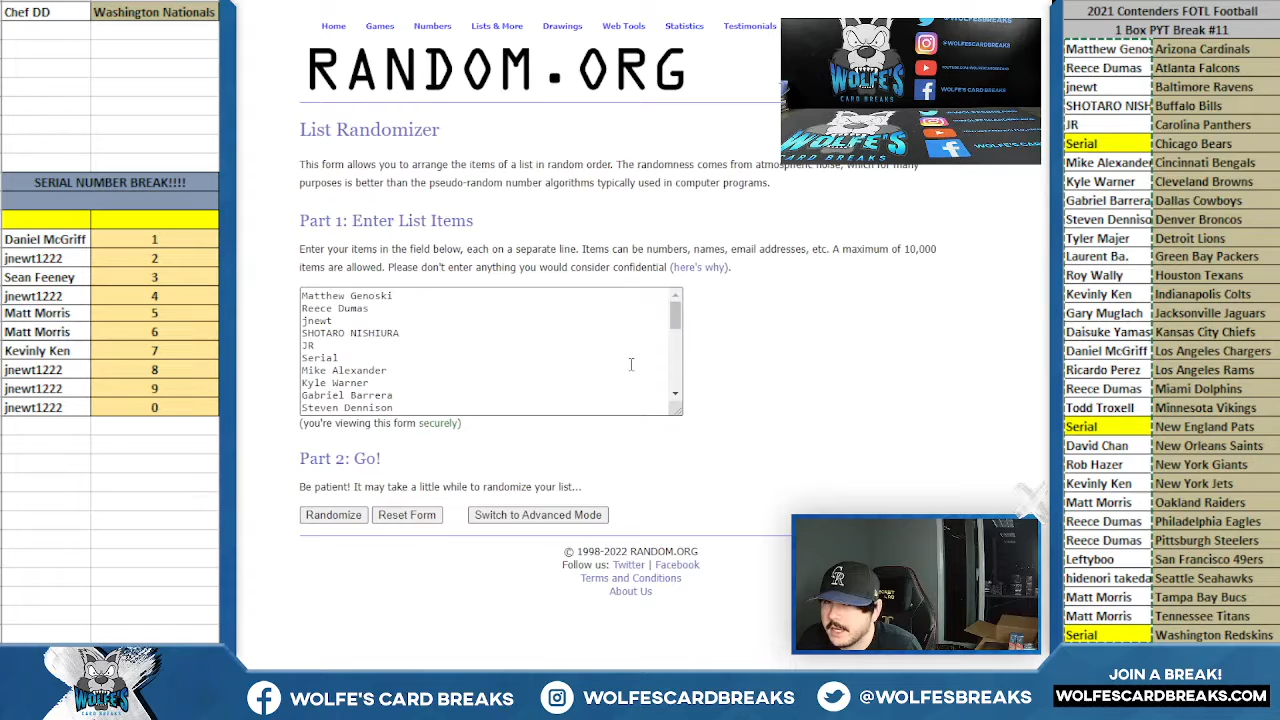 Chef DD Washington Nationals
SERIAL NUMBER BREAK!!!!
Daniel McGriff 1
jnewt1222 2
Sean Feeney 3
jnewt1222 4
Matt Morris 5
Matt Morris 6
Kevinly Ken 7
jnewt1222 8
jnewt1222 9
jnewt1222 0
Home Games Numbers Lists & More Drawings Web Tools Statistics Testimonials
RANDOM.ORG
List Randomizer
This form allows you to arrange the items of a list in random order. The randomness comes from atmospheric noise, which for many
purposes is better than the pseudo-random number algorithms typically used in computer programs.
Part 1: Enter List Items
Enter your items in the field below, each on a separate line. Items can be numbers, names, email addresses, etc. A maximum of 10,000
items are allowed. Please don't enter anything you would consider confidential (here's why).
Matthew Genoski
Reece Dumas
jnewt
SHOTARO NISHIURA
JR
Serial
Mike Alexander
Kyle Warner
Gabriel Barrera
Steven Dennison
(you're viewing this form securely)
Part 2: Go!
Be patient! It may take a little while to randomize your list...
Randomize Reset Form Switch to Advanced Mode
© 1998-2022 RANDOM.ORG
Follow us: Twitter | Facebook
Terms and Conditions
About Us
@WOLFESCARDBREAKS
WOLFE'S CARD BREAKS
WOLFE'S
CARD BREAKS
WOLFE'S
CARD BREAKS
CR
2021 Contenders FOTL Football
1 Box PYT Break #11
Matthew Genos Arizona Cardinals
Reece Dumas Atlanta Falcons
jnewt Baltimore Ravens
SHOTARO NISH Buffalo Bills
JR Carolina Panthers
Serial Chicago Bears
Mike Alexander Cincinnati Bengals
Kyle Warner Cleveland Browns
Gabriel Barrera Dallas Cowboys
Steven Denniso Denver Broncos
Tyler Majer Detroit Lions
Laurent Ba. Green Bay Packers
Roy Wally Houston Texans
Kevinly Ken Indianapolis Colts
Gary Muglach Jacksonville Jaguars
Daisuke Yamas Kansas City Chiefs
Daniel McGriff Los Angeles Chargers
Ricardo Perez Los Angeles Rams
Reece Dumas Miami Dolphins
Todd Troxell Minnesota Vikings
Serial New England Pats
David Chan New Orleans Saints
Rob Hazer New York Giants
Kevinly Ken New York Jets
Matt Morris Oakland Raiders
Reece Dumas Philadelphia Eagles
Reece Dumas Pittsburgh Steelers
Leftyboo San Francisco 49ers
hidenori takeda Seattle Seahawks
Matt Morris Tampa Bay Bucs
Matt Morris Tennessee Titans
Serial Washington Redskins
WOLFE'S
CARD BREAKS
WOLFE'S CARD BREAKS
WOLFESCARDBREAKS
@WOLFESBREAKS
JOIN A BREAK!
WOLFESCARDBREAKS.COM